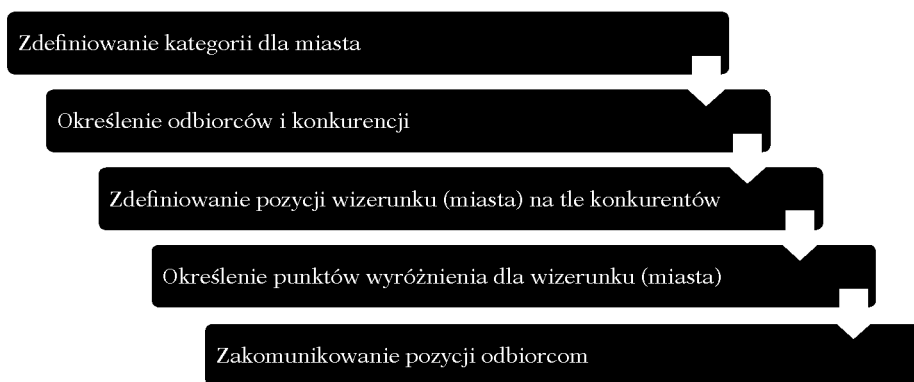 Zdefiniowanie kategorii dla miasta
Określenie odbiorców i konkurencji
Zdefiniowanie pozycji wizerunku (miasta) na tle konkurentów
Określenie punktów wyróżnienia dla wizerunku (miasta)
Zakomunikowanie pozycji odbiorcom